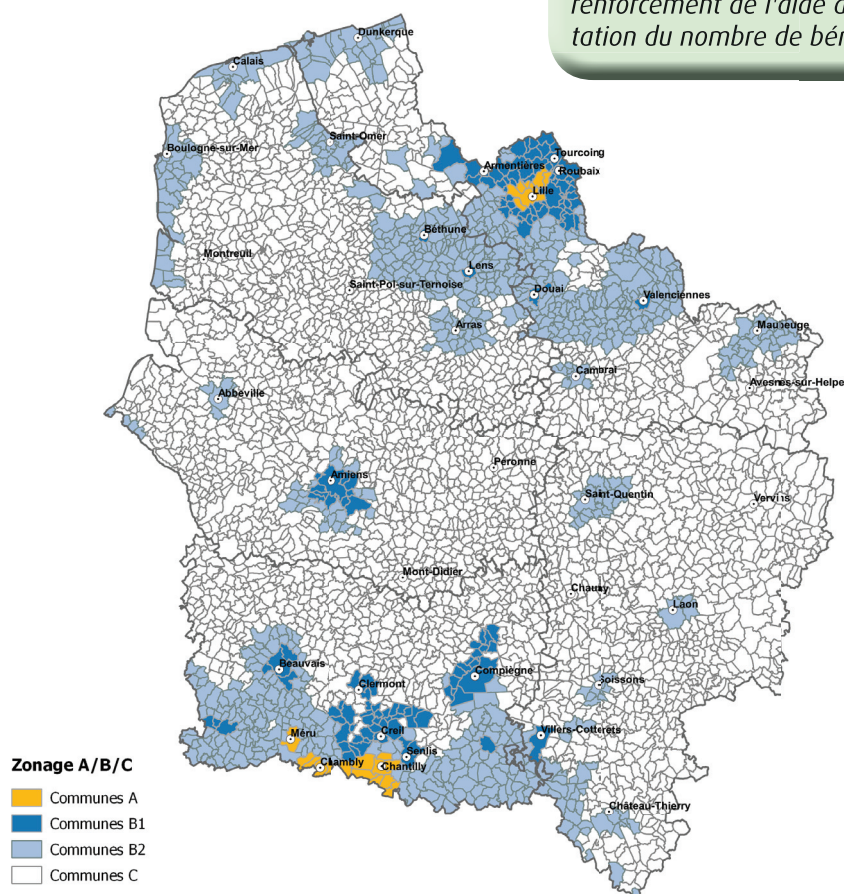 renforcement de l'aide
tation du nombre de
Dunkerque
Calais
Saint-Omer
Boulogne-sur-Mer
Tourcoing
Armentières
Roubaix
Lille
Béthune
Montreuil
Lens
Saint-Pol-sur-Ternoise
Douai
Valenciennes
Arras
Maubeuge
Cambrai
Avesnes-sur-Helpe
Abbeville
Péronne
Amiens
Saint-Quentin
Vervins
Mont-Didier
Chauny
Laon
Beauvais
Compiègne
Soissons
Clermont
Méru
Creil
Villers-Cotterets
Senlis
Chambly
Chantilly
Château-Thierry
Zonage A/B/C
Communes A
Communes B1
Communes B2
Communes C